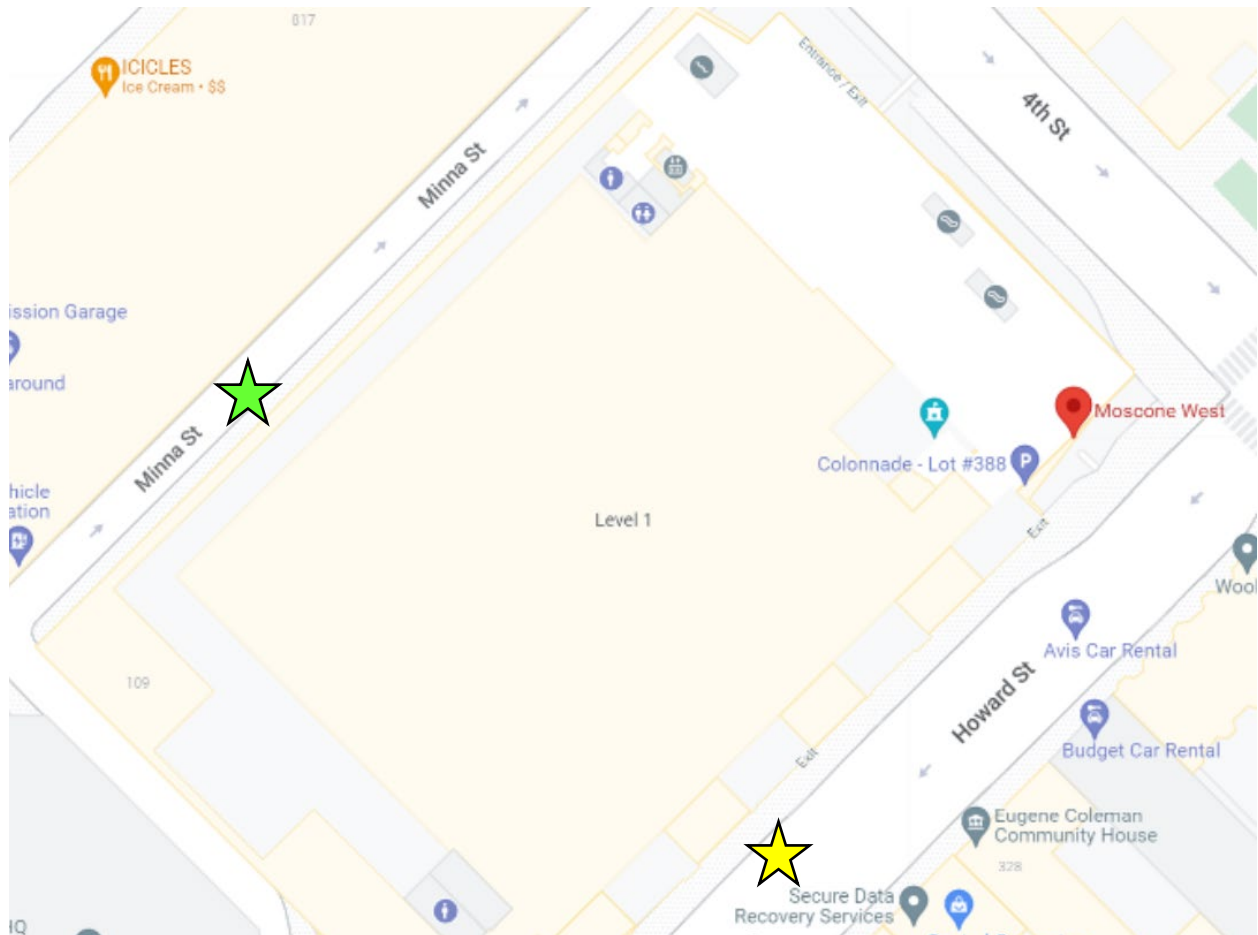 817
ICICLES
Ice Cream • $$
Entrance / Exit
4th St
Minna St
ission Garage
around
Minna St
Moscone West
Colonnade - Lot #388
P
hicle
ation
Level 1
Exit
Wool
Avis Car Rental
109
Howard St
Budget Car Rental
Exit
Eugene Coleman
Community House
328
Secure Data
Recovery Services
HQ